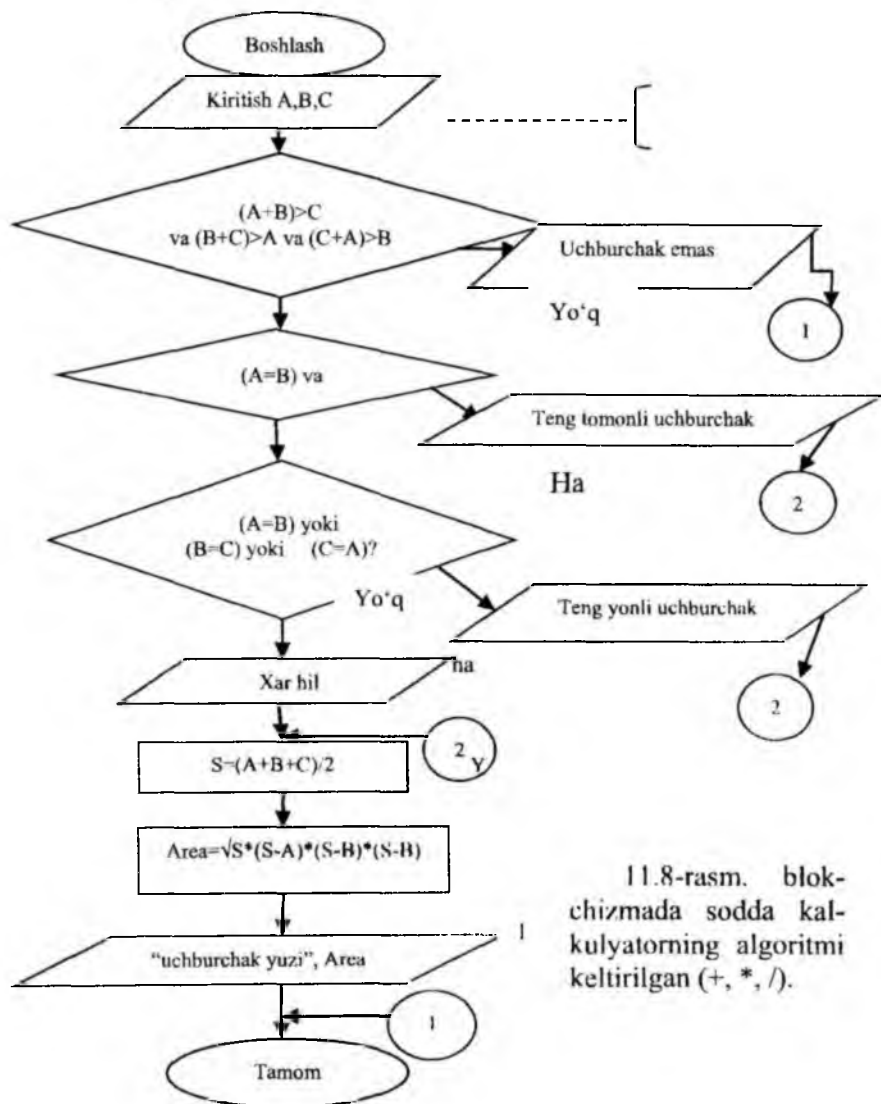 Boshlash
Kiritish A,B,C
(A+B)>C
va (B+C)>A va (C+A)>B
Uchburchak emas
Yo‘q
1
(A=B) va
Teng tomonli uchburchak
Ha
2
(A=B) yoki
(B=C) yoki (C=A)?
Yo‘q
Teng yonli uchburchak
ha
Xar hil
2
2
Y
S=(A+B+C)/2
Area=√S*(S-A)*(S-B)*(S-B)
1
“uchburchak yuzi”, Area
1
Tamom
11.8-rasm. blok-
chizmada sodda kal-
kulyatorning algoritmi
keltirilgan (+, *, /).